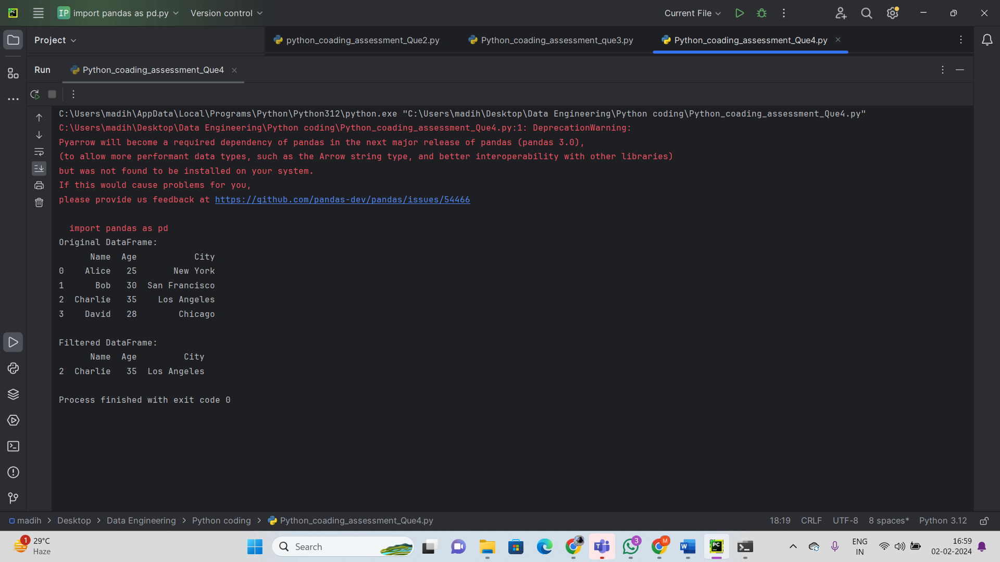 PC
IP import pandas as pd.py Version control Current File
Project python_coading_assessment_Que2.py Python_coading_assessment_que3.py Python_coading_assessment_Que4.py
Run Python_coading_assessment_Que4
C:\Users\madih\AppData\Local\Programs\Python\Python312\python.exe "C:\Users\madih\Desktop\Data Engineering\Python coding\Python_coading_assessment_Que4.py"
C:\Users\madih\Desktop\Data Engineering\Python coding\Python_coading_assessment_Que4.py:1: DeprecationWarning:
Pyarrow will become a required dependency of pandas in the next major release of pandas (pandas 3.0),
(to allow more performant data types, such as the Arrow string type, and better interoperability with other libraries)
but was not found to be installed on your system.
If this would cause problems for you,
please provide us feedback at https://github.com/pandas-dev/pandas/issues/54466
import pandas as pd
Original DataFrame:
Name Age City
0 Alice 25 New York
1 Bob 30 San Francisco
2 Charlie 35 Los Angeles
3 David 28 Chicago
Filtered DataFrame:
Name Age City
2 Charlie 35 Los Angeles
Process finished with exit code 0
madih > Desktop > Data Engineering > Python coding > Python_coading_assessment_Que4.py 18:19 CRLF UTF-8 8 spaces* Python 3.12
1 29°C Search 3 M W PC ENG 16:59
Haze IN 02-02-2024